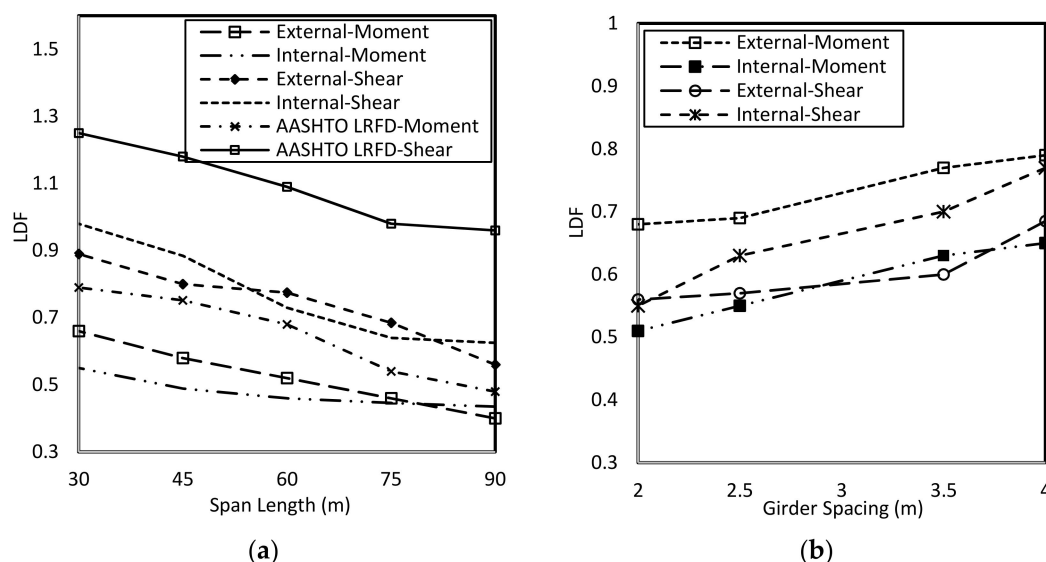 1.5
1.3
1.1
0.9
0.7
0.5
0.3
LDF
30 45 60 75 90
Span Length (m)
External-Moment
Internal-Moment
External-Shear
Internal-Shear
AASHTO LRFD-Moment
AASHTO LRFD-Shear
(a)
1
0.9
0.8
0.7
0.6
0.5
0.4
0.3
LDF
2 2.5 3 3.5 4
Girder Spacing (m)
External-Moment
Internal-Moment
External-Shear
Internal-Shear
(b)